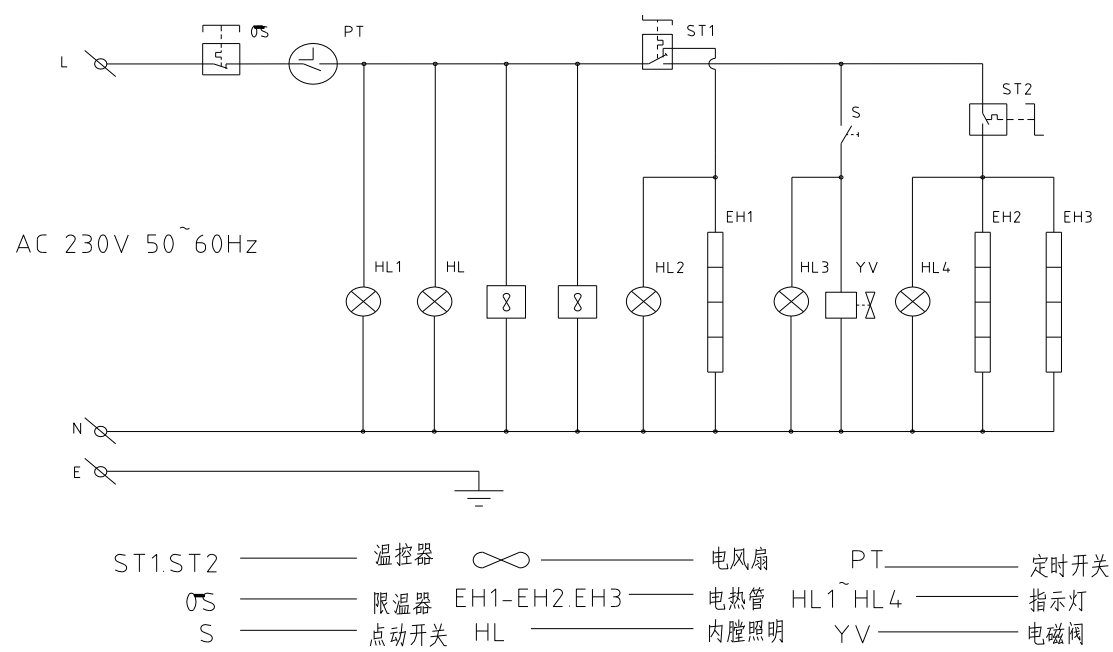 ƟS PT ST1
L ST2
S
EH1 EH2 EH3
AC 230V 50~60Hz
HL1 HL HL2 HL3 YV HL4
N
E
ST1.ST2 温控器 电风扇 PT 定时开关
ƟS 限温器 EH1-EH2.EH3 电热管 HL1~HL4 指示灯
S 点动开关 HL 内膛照明 YV 电磁阀